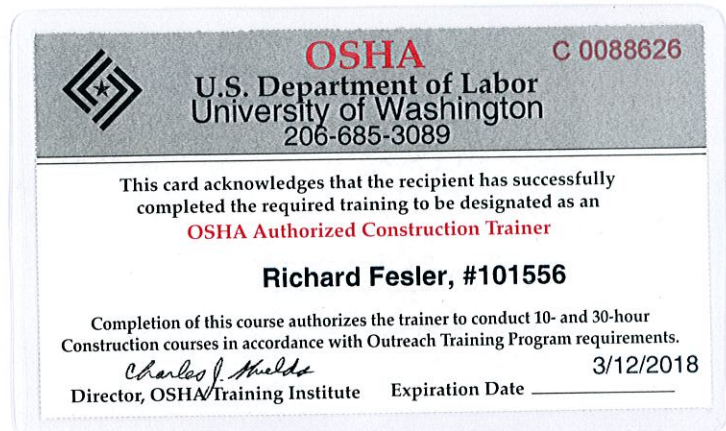 OSHA
C 0088626
U.S. Department of Labor
University of Washington
206-685-3089
This card acknowledges that the recipient has successfully
completed the required training to be designated as an
OSHA Authorized Construction Trainer
Richard Fesler, #101556
Completion of this course authorizes the trainer to conduct 10- and 30-hour
Construction courses in accordance with Outreach Training Program requirements.
Charles J. Shields
3/12/2018
Director, OSHA Training Institute Expiration Date